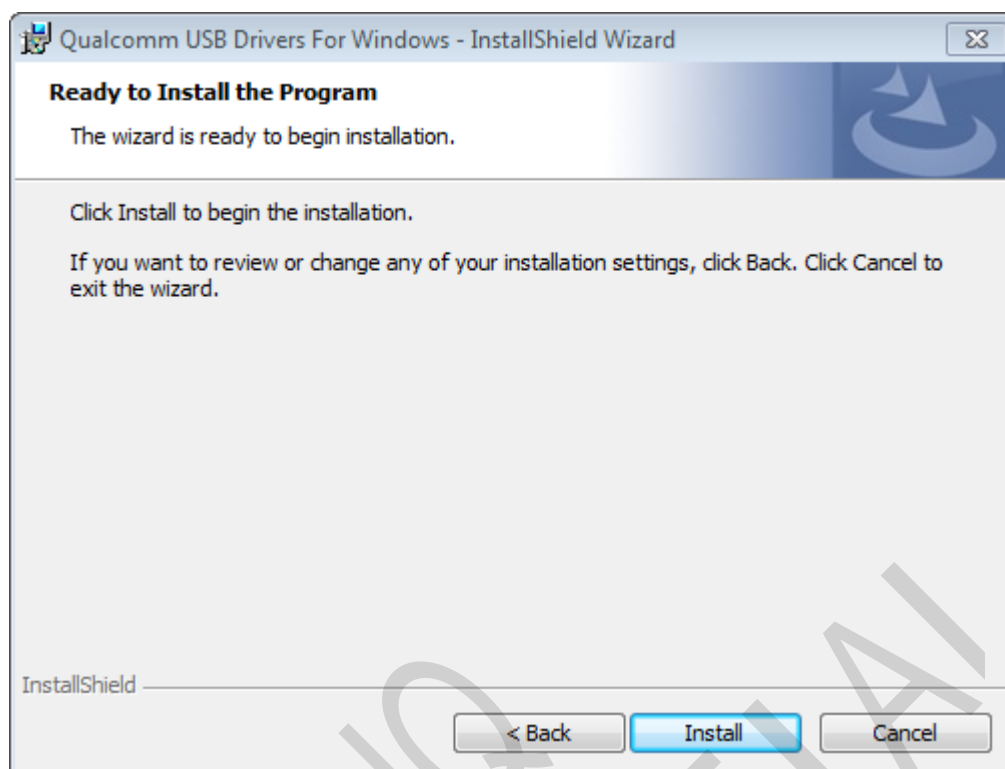 Qualcomm USB Drivers For Windows - InstallShield Wizard
Ready to Install the Program
The wizard is ready to begin installation.
Click Install to begin the installation.
If you want to review or change any of your installation settings, click Back. Click Cancel to
exit the wizard.
InstallShield
< Back
Install
Cancel